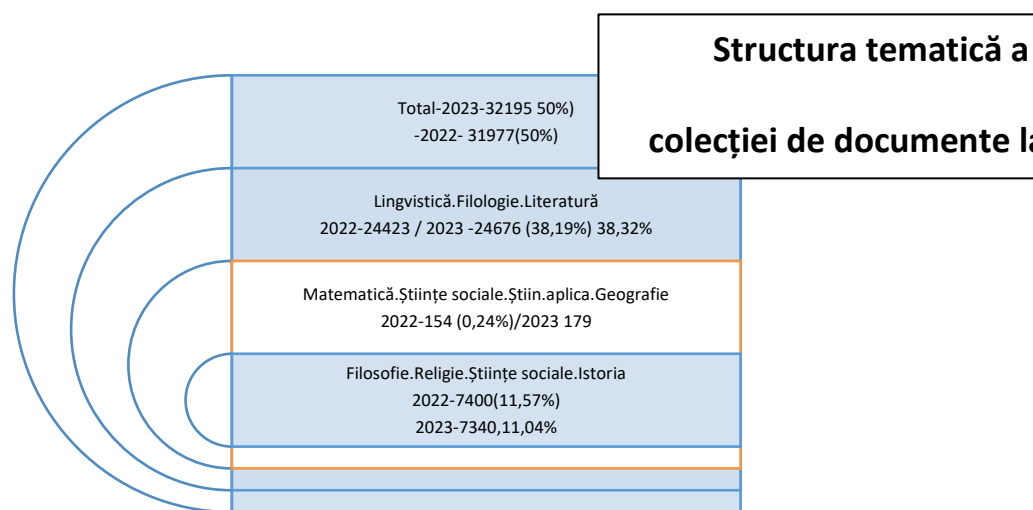 Structura tematică a
colecției de documente la
Total-2023-32195 50%)
-2022- 31977(50%)
Lingvistică.Filologie.Literatură
2022-24423 / 2023 -24676 (38,19%) 38,32%
Matematică.Științe sociale.Știin.aplica.Geografie
2022-154 (0,24%)/2023 179
Filosofie.Religie.Științe sociale.Istoria
2022-7400(11,57%)
2023-7340,11,04%